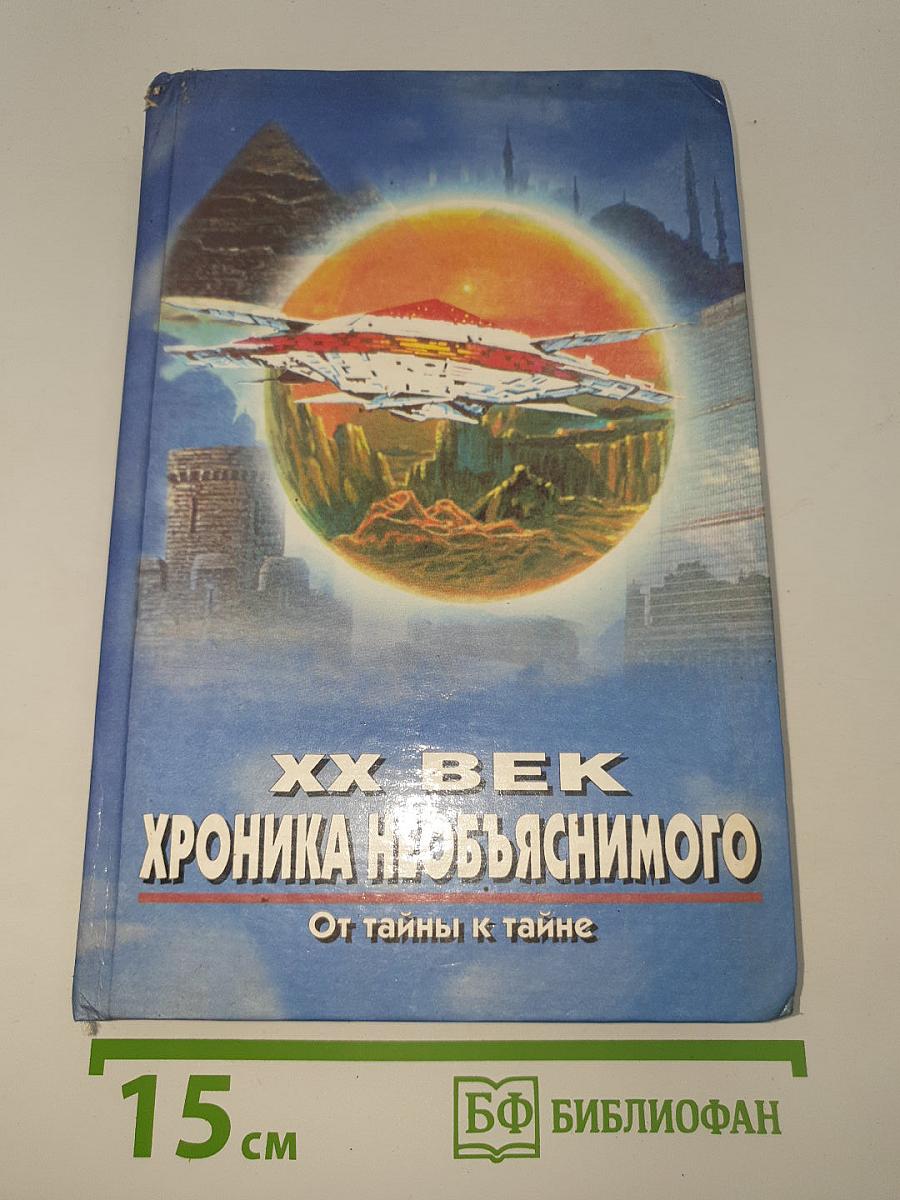 XX ВЕК
ХРОНИКА НЕОБЪЯСНИМОГО
От тайны к тайне
15 см
БФ БИБЛИОФАН